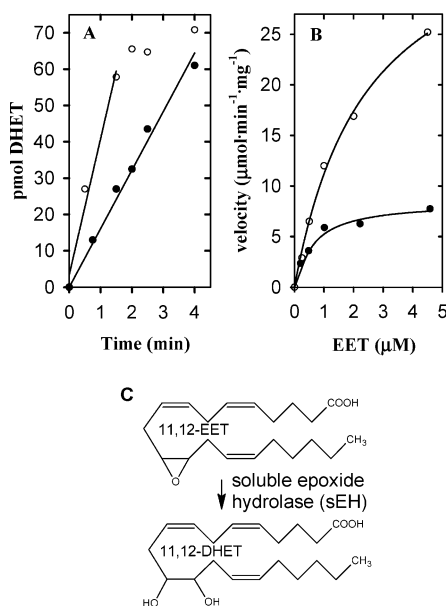 A
pmol DHET
70
60
50
40
30
20
10
0
0 1 2 3 4
Time (min)
B
velocity (µmol·min⁻¹·mg⁻¹)
25
20
15
10
5
0
0 1 2 3 4 5
EET (µM)
C
COOH
11,12-EET
CH₃
O
soluble epoxide
hydrolase (sEH)
COOH
11,12-DHET
CH₃
HO OH